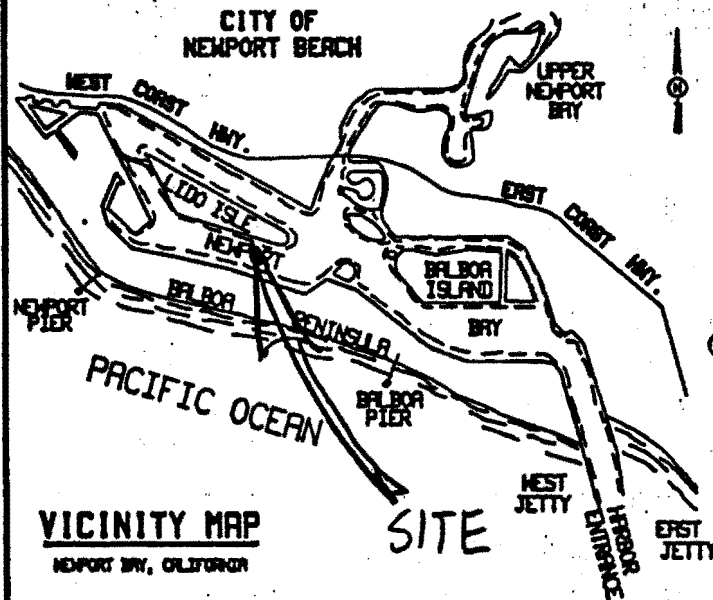 CITY OF
NEWPORT BEACH
WEST COAST HWY.
UPPER
NEWPORT
BAY
N
LIDO ISLE
EAST COAST HWY.
NEWPORT
BALBOA
ISLAND
BAY
NEWPORT
PIER
BALBOA PENINSULA
PACIFIC OCEAN
BALBOA
PIER
WEST
JETTY
HARBOR
ENTRANCE
EAST
JETTY
SITE
VICINITY MAP
NEWPORT BAY, CALIFORNIA